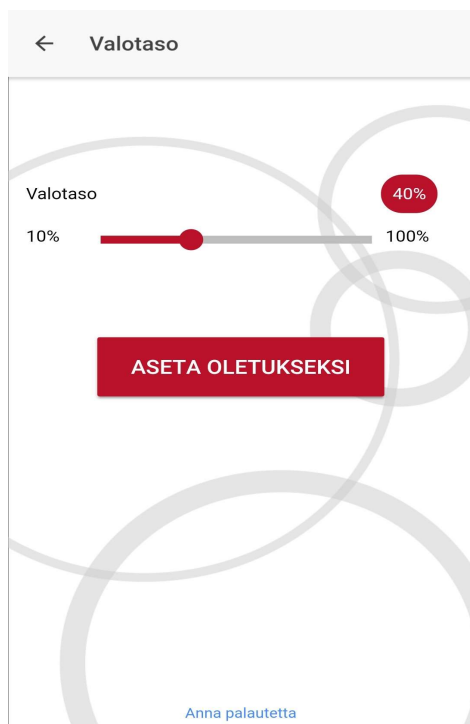 Valotaso
Valotaso
40%
10%
100%
ASETA OLETUKSEKSI
Anna palautetta